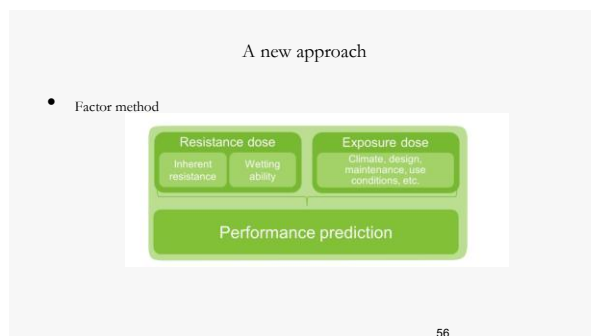 A new approach
• Factor method
Resistance dose
Inherent
resistance
Wetting
ability
Exposure dose
Climate, design,
maintenance, use
conditions, etc.
Performance prediction
56